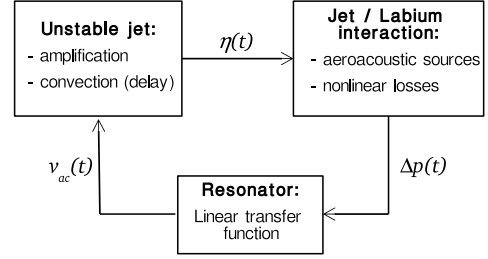 Unstable jet:
- amplification
- convection (delay)
η(t)
Jet / Labium
interaction:
- aeroacoustic sources
- nonlinear losses
v_ac(t)
Δp(t)
Resonator:
Linear transfer
function